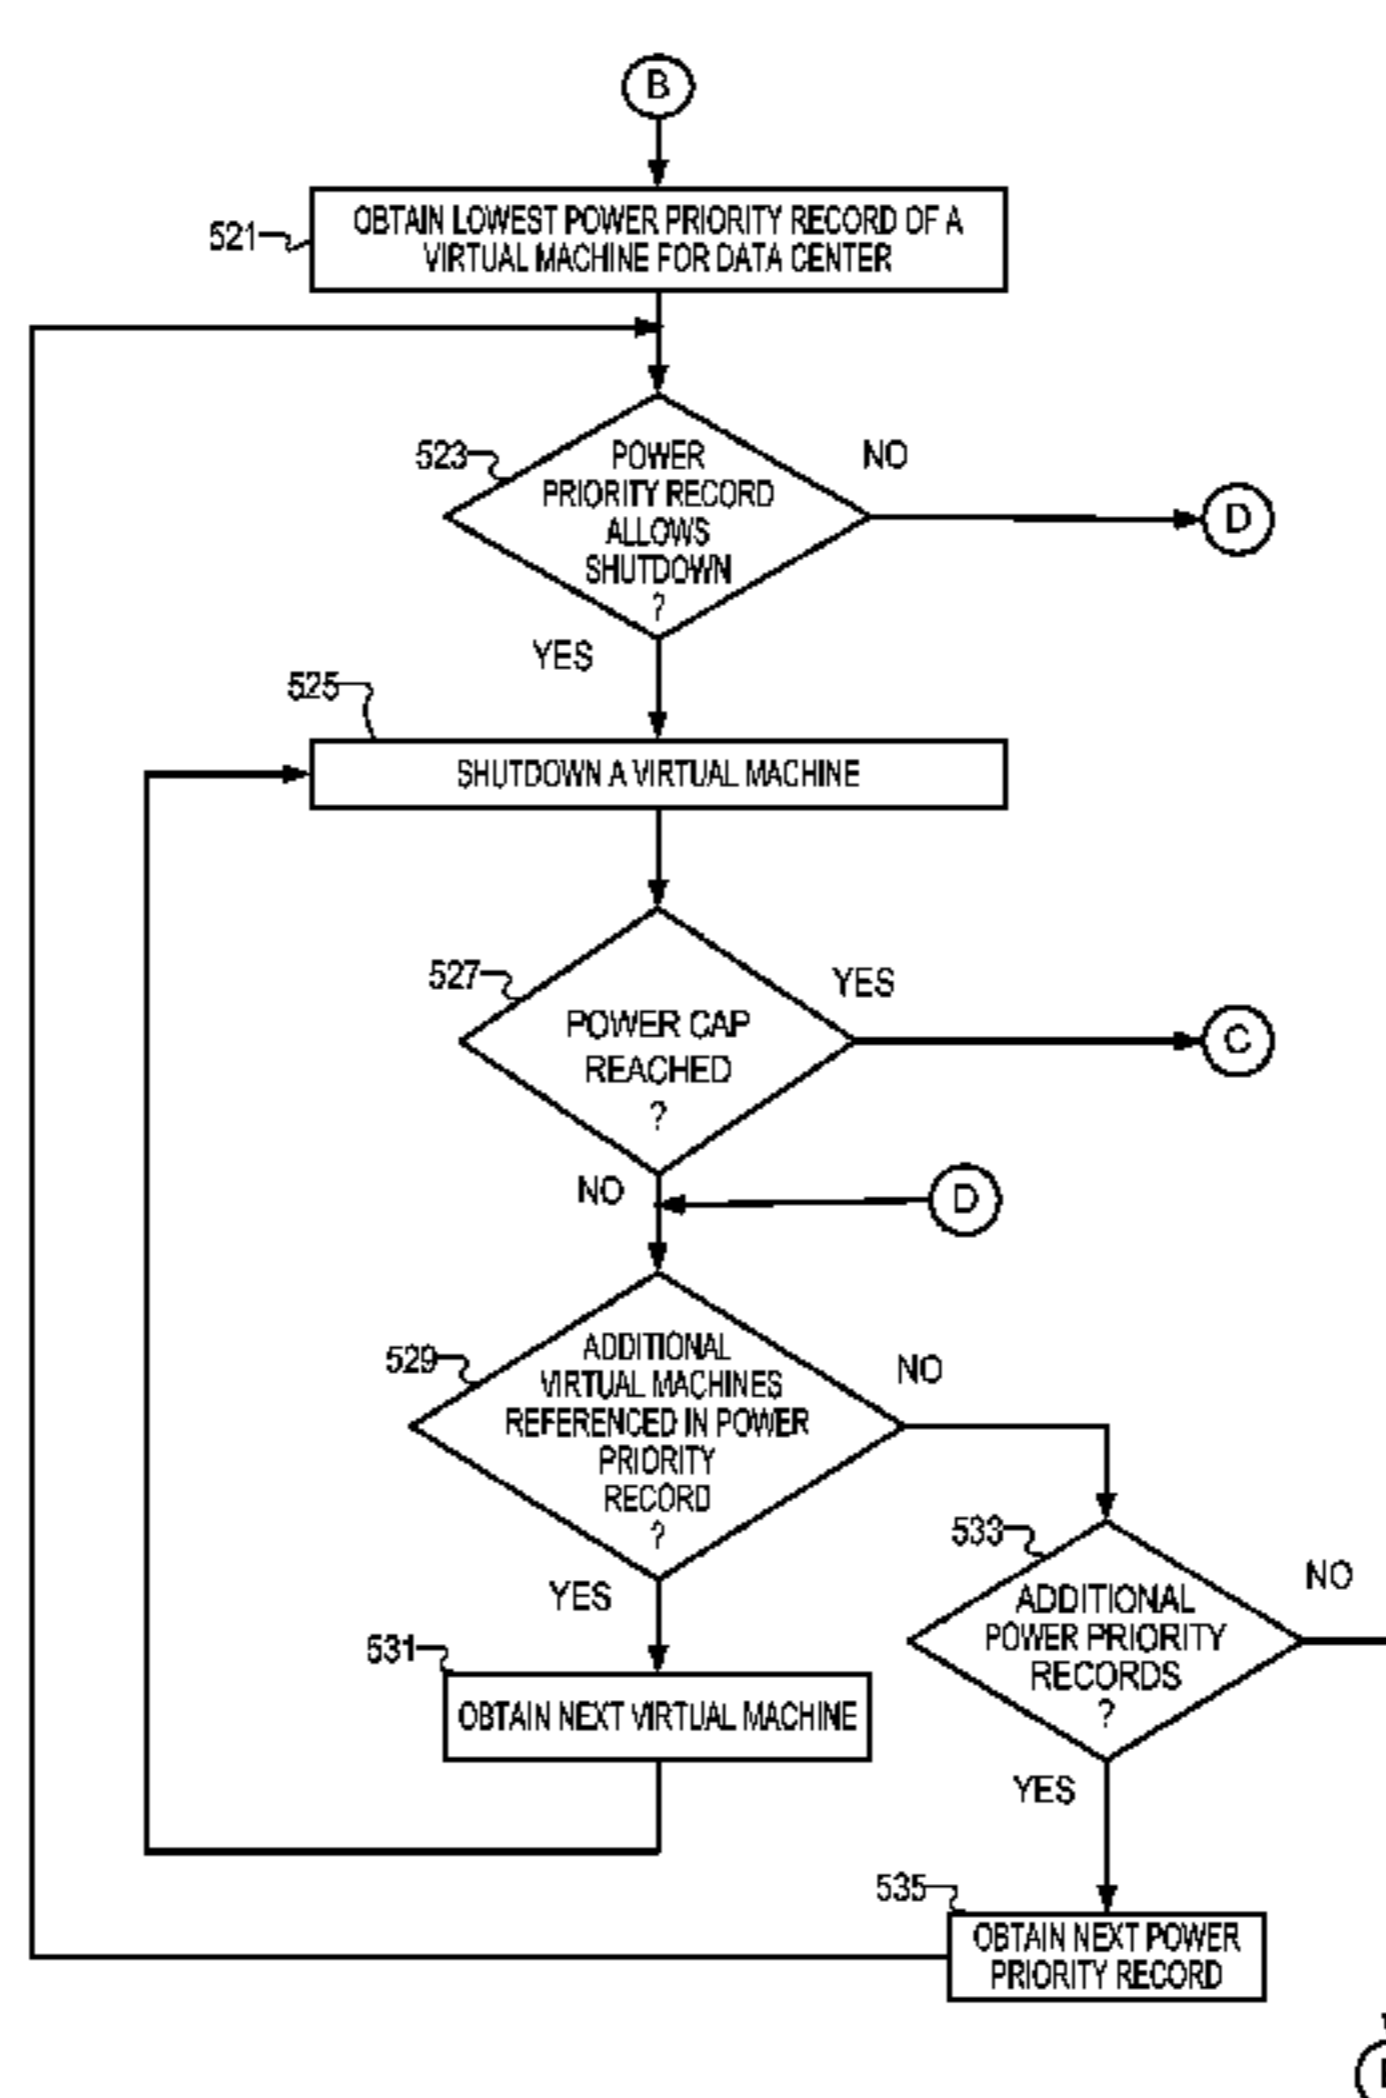 B
521
OBTAIN LOWEST POWER PRIORITY RECORD OF A
VIRTUAL MACHINE FOR DATA CENTER
523
POWER
PRIORITY RECORD
ALLOWS
SHUTDOWN
?
NO
D
YES
525
SHUTDOWN A VIRTUAL MACHINE
527
POWER CAP
REACHED
?
YES
C
NO
D
529
ADDITIONAL
VIRTUAL MACHINES
REFERENCED IN POWER
PRIORITY
RECORD
?
NO
YES
531
OBTAIN NEXT VIRTUAL MACHINE
533
ADDITIONAL
POWER PRIORITY
RECORDS
?
NO
YES
535
OBTAIN NEXT POWER
PRIORITY RECORD